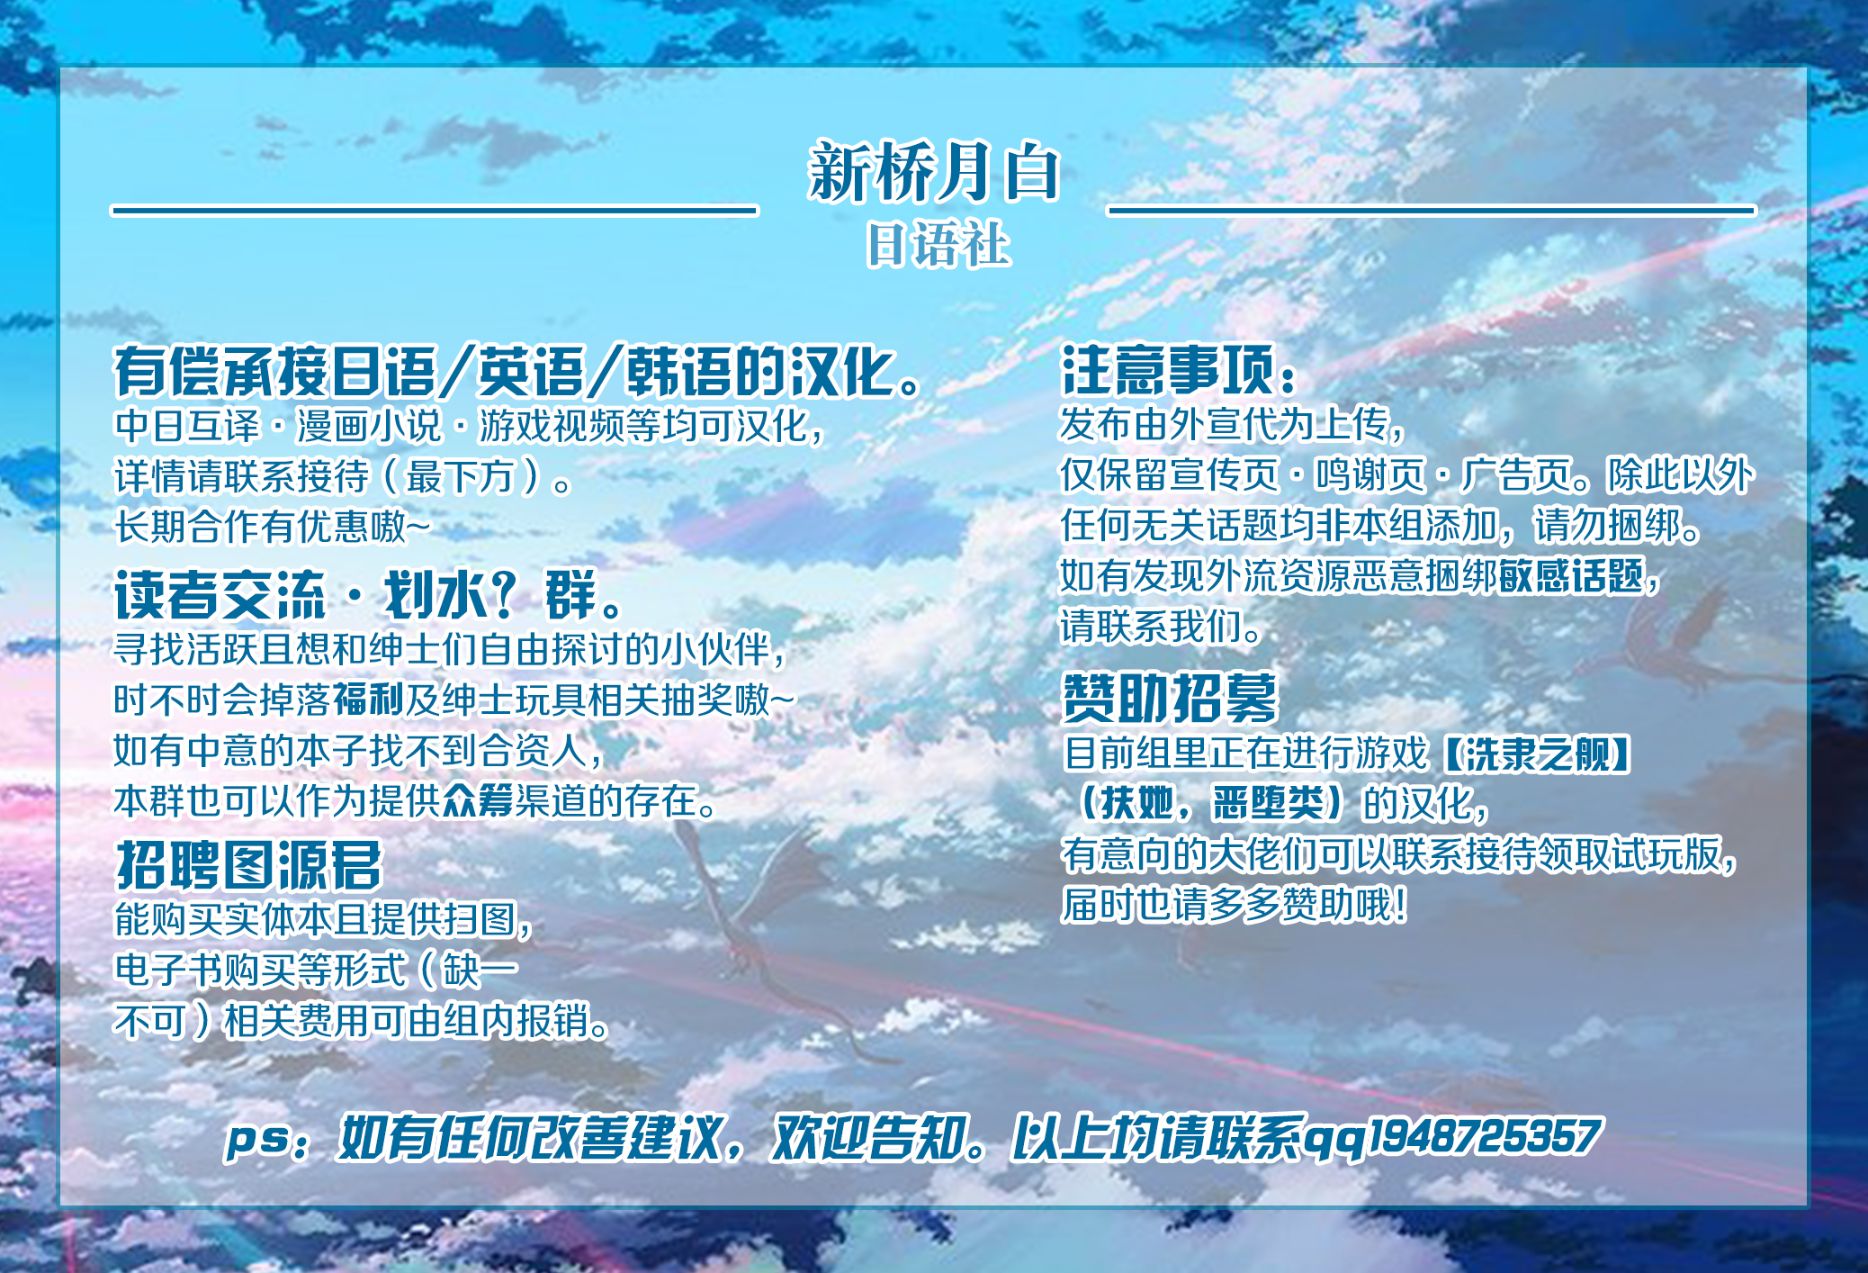 新桥月白
日语社
有偿承接日语/英语/韩语的汉化。
中日互译·漫画小说·游戏视频等均可汉化，
详情请联系接待（最下方）。
长期合作有优惠嗷~
读者交流·划水？群。
寻找活跃且想和绅士们自由探讨的小伙伴，
时不时会掉落福利及绅士玩具相关抽奖嗷~
如有中意的本子找不到合资人，
本群也可以作为提供众筹渠道的存在。
招聘图源君
能购买实体本且提供扫图，
电子书购买等形式（缺一
不可）相关费用可由组内报销。
注意事项：
发布由外宣代为上传，
仅保留宣传页·鸣谢页·广告页。除此以外
任何无关话题均非本组添加，请勿捆绑。
如有发现外流资源恶意捆绑敏感话题，
请联系我们。
赞助招募
目前组里正在进行游戏【洗隶之舰】
（扶她，恶堕类）的汉化，
有意向的大佬们可以联系接待领取试玩版，
届时也请多多赞助哦！
ps：如有任何改善建议，欢迎告知。以上均请联系qq1948725357